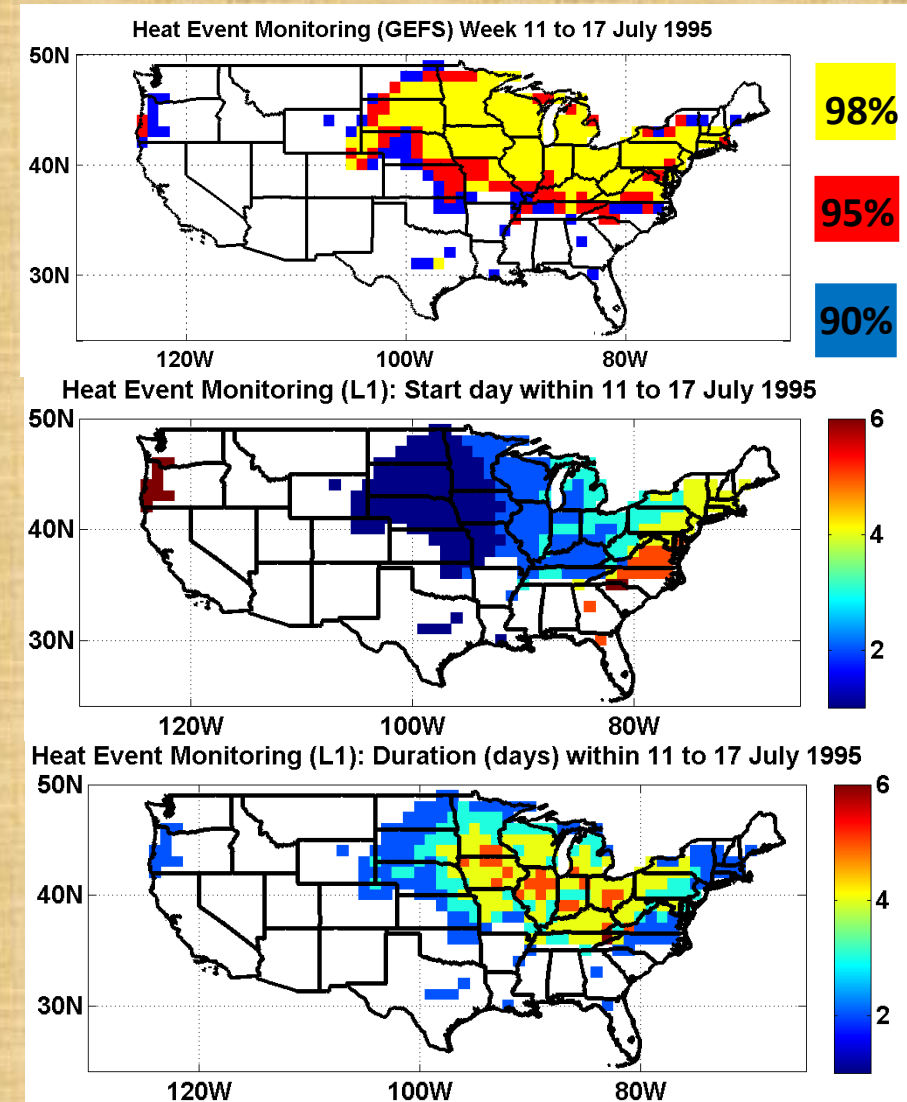 Heat Event Monitoring (GEFS) Week 11 to 17 July 1995
50N
40N
30N
120W 100W 80W
98%
95%
90%
Heat Event Monitoring (L1): Start day within 11 to 17 July 1995
50N
40N
30N
120W 100W 80W
6
4
2
Heat Event Monitoring (L1): Duration (days) within 11 to 17 July 1995
50N
40N
30N
120W 100W 80W
6
4
2